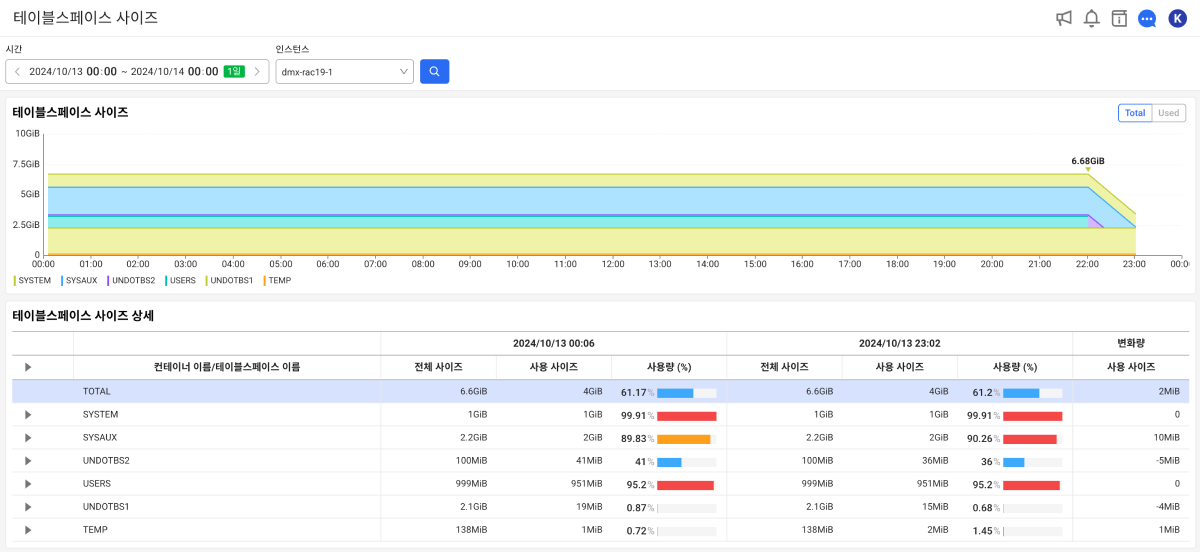 테이블스페이스 사이즈
K
시간
인스턴스
2024/10/13 00:00 ~ 2024/10/14 00:00 1일
dmx-rac19-1
테이블스페이스 사이즈
Total Used
10GiB
7.5GiB
5GiB
2.5GiB
0
6.68GiB
00:00 01:00 02:00 03:00 04:00 05:00 06:00 07:00 08:00 09:00 10:00 11:00 12:00 13:00 14:00 15:00 16:00 17:00 18:00 19:00 20:00 21:00 22:00 23:00 00:0
SYSTEM SYSAUX UNDOTBS2 USERS UNDOTBS1 TEMP
테이블스페이스 사이즈 상세
2024/10/13 00:06 2024/10/13 23:02 변화량
컨테이너 이름/테이블스페이스 이름 전체 사이즈 사용 사이즈 사용량 (%) 전체 사이즈 사용 사이즈 사용량 (%) 사용 사이즈
TOTAL 6.6GiB 4GiB 61.17% 6.6GiB 4GiB 61.2% 2MiB
SYSTEM 1GiB 1GiB 99.91% 1GiB 1GiB 99.91% 0
SYSAUX 2.2GiB 2GiB 89.83% 2.2GiB 2GiB 90.26% 10MiB
UNDOTBS2 100MiB 41MiB 41% 100MiB 36MiB 36% -5MiB
USERS 999MiB 951MiB 95.2% 999MiB 951MiB 95.2% 0
UNDOTBS1 2.1GiB 19MiB 0.87% 2.1GiB 15MiB 0.68% -4MiB
TEMP 138MiB 1MiB 0.72% 138MiB 2MiB 1.45% 1MiB